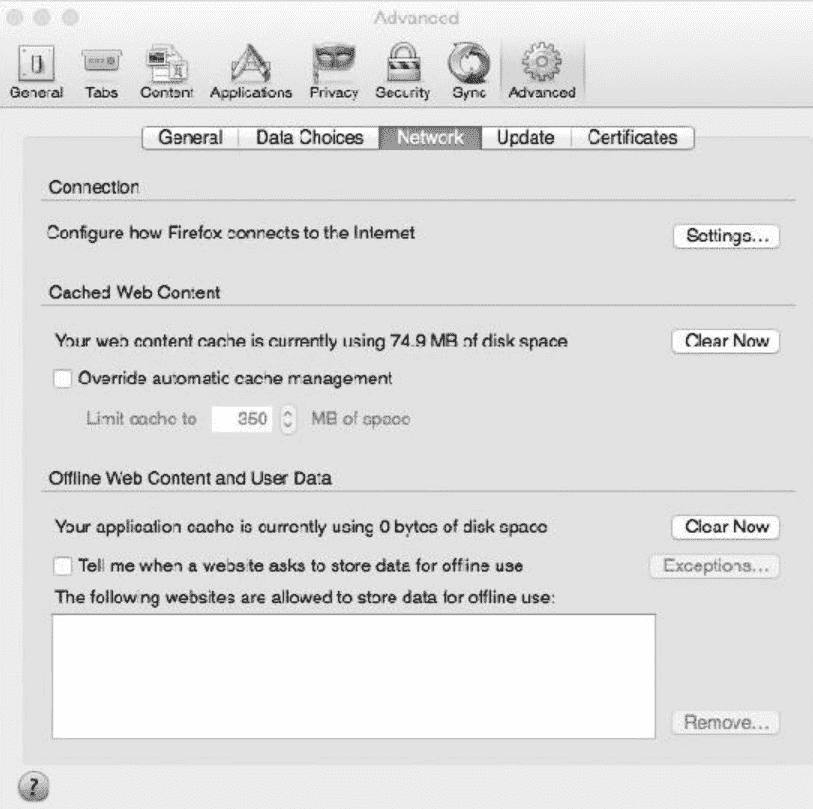 Advanced
General Tabs Content Applications Privacy Security Sync Advanced
General Data Choices Network Update Certificates
Connection
Configure how Firefox connects to the Internet Settings...
Cached Web Content
Your web content cache is currently using 74.9 MB of disk space Clear Now
Override automatic cache management
Limit cache to 350 MB of space
Offline Web Content and User Data
Your application cache is currently using 0 bytes of disk space Clear Now
Tell me when a website asks to store data for offline use Exceptions...
The following websites are allowed to store data for offline use:
Remove...
?